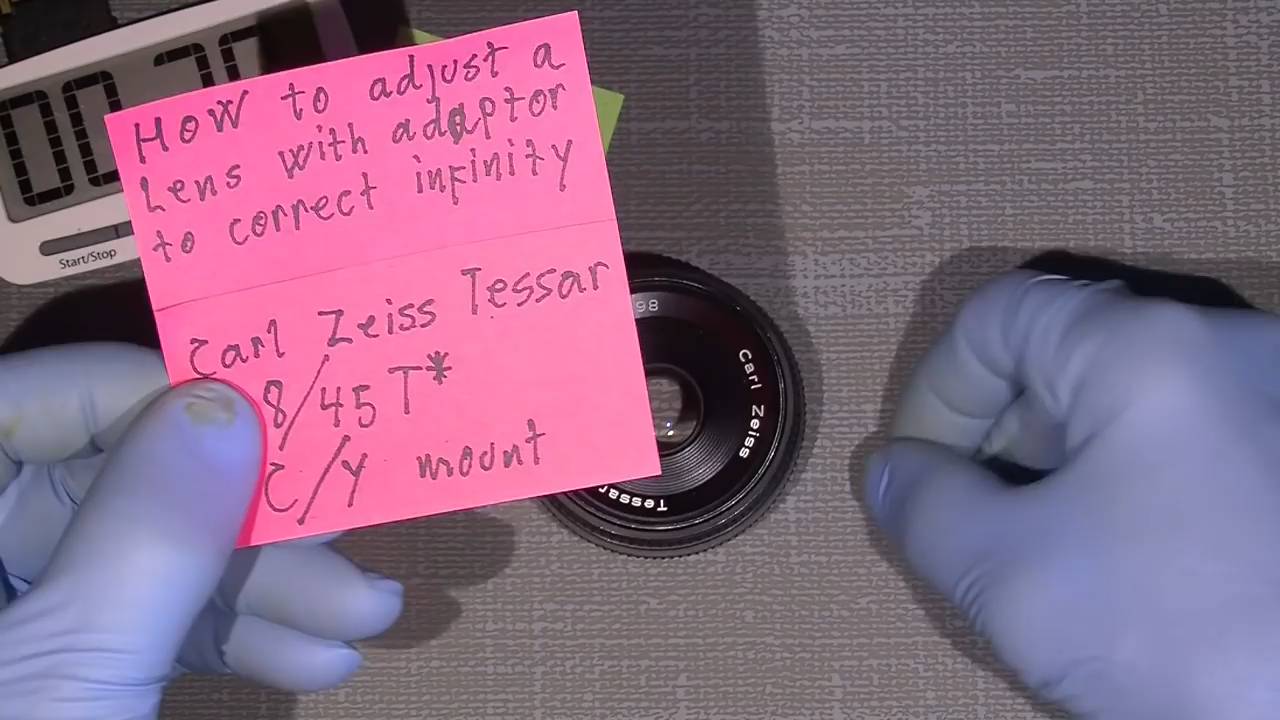 How to adjust a
Lens with adaptor
to correct infinity
Carl Zeiss Tessar
8/45 T*
C/Y mount
Start/Stop
98
Carl Zeiss
Tessar